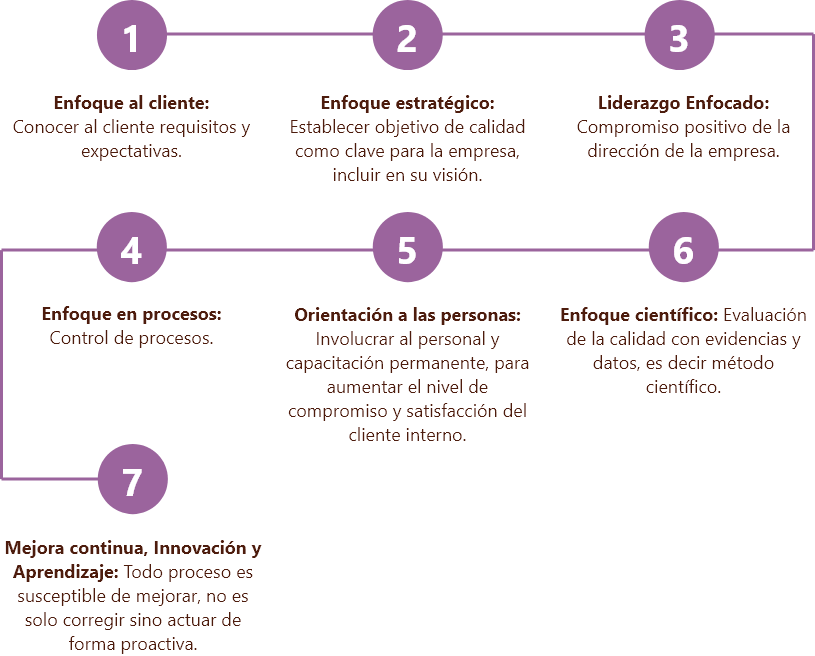 1
Enfoque al cliente:
Conocer al cliente requisitos y
expectativas.
2
Enfoque estratégico:
Establecer objetivo de calidad
como clave para la empresa,
incluir en su visión.
3
Liderazgo Enfocado:
Compromiso positivo de la
dirección de la empresa.
4
Enfoque en procesos:
Control de procesos.
5
Orientación a las personas:
Involucrar al personal y
capacitación permanente, para
aumentar el nivel de
compromiso y satisfacción del
cliente interno.
6
Enfoque científico: Evaluación
de la calidad con evidencias y
datos, es decir método
científico.
7
Mejora continua, Innovación y
Aprendizaje: Todo proceso es
susceptible de mejorar, no es
solo corregir sino actuar de
forma proactiva.